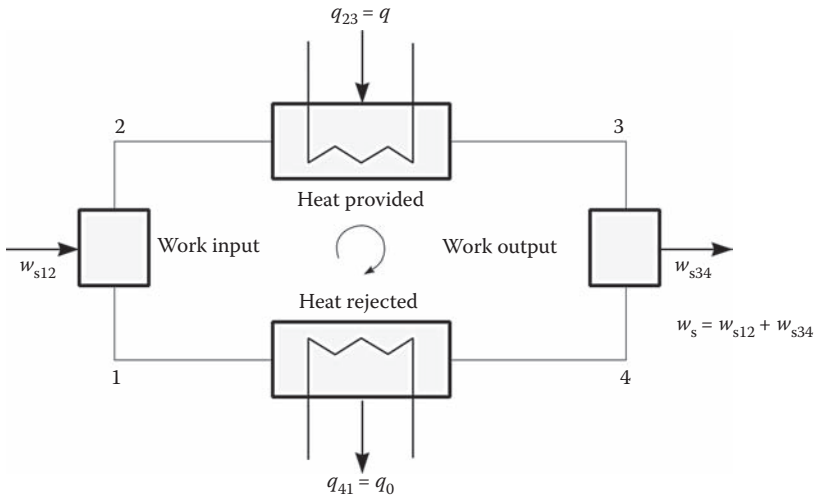 q23 = q
2
3
Heat provided
Work input
Work output
ws12
ws34
Heat rejected
ws = ws12 + ws34
1
4
q41 = q0